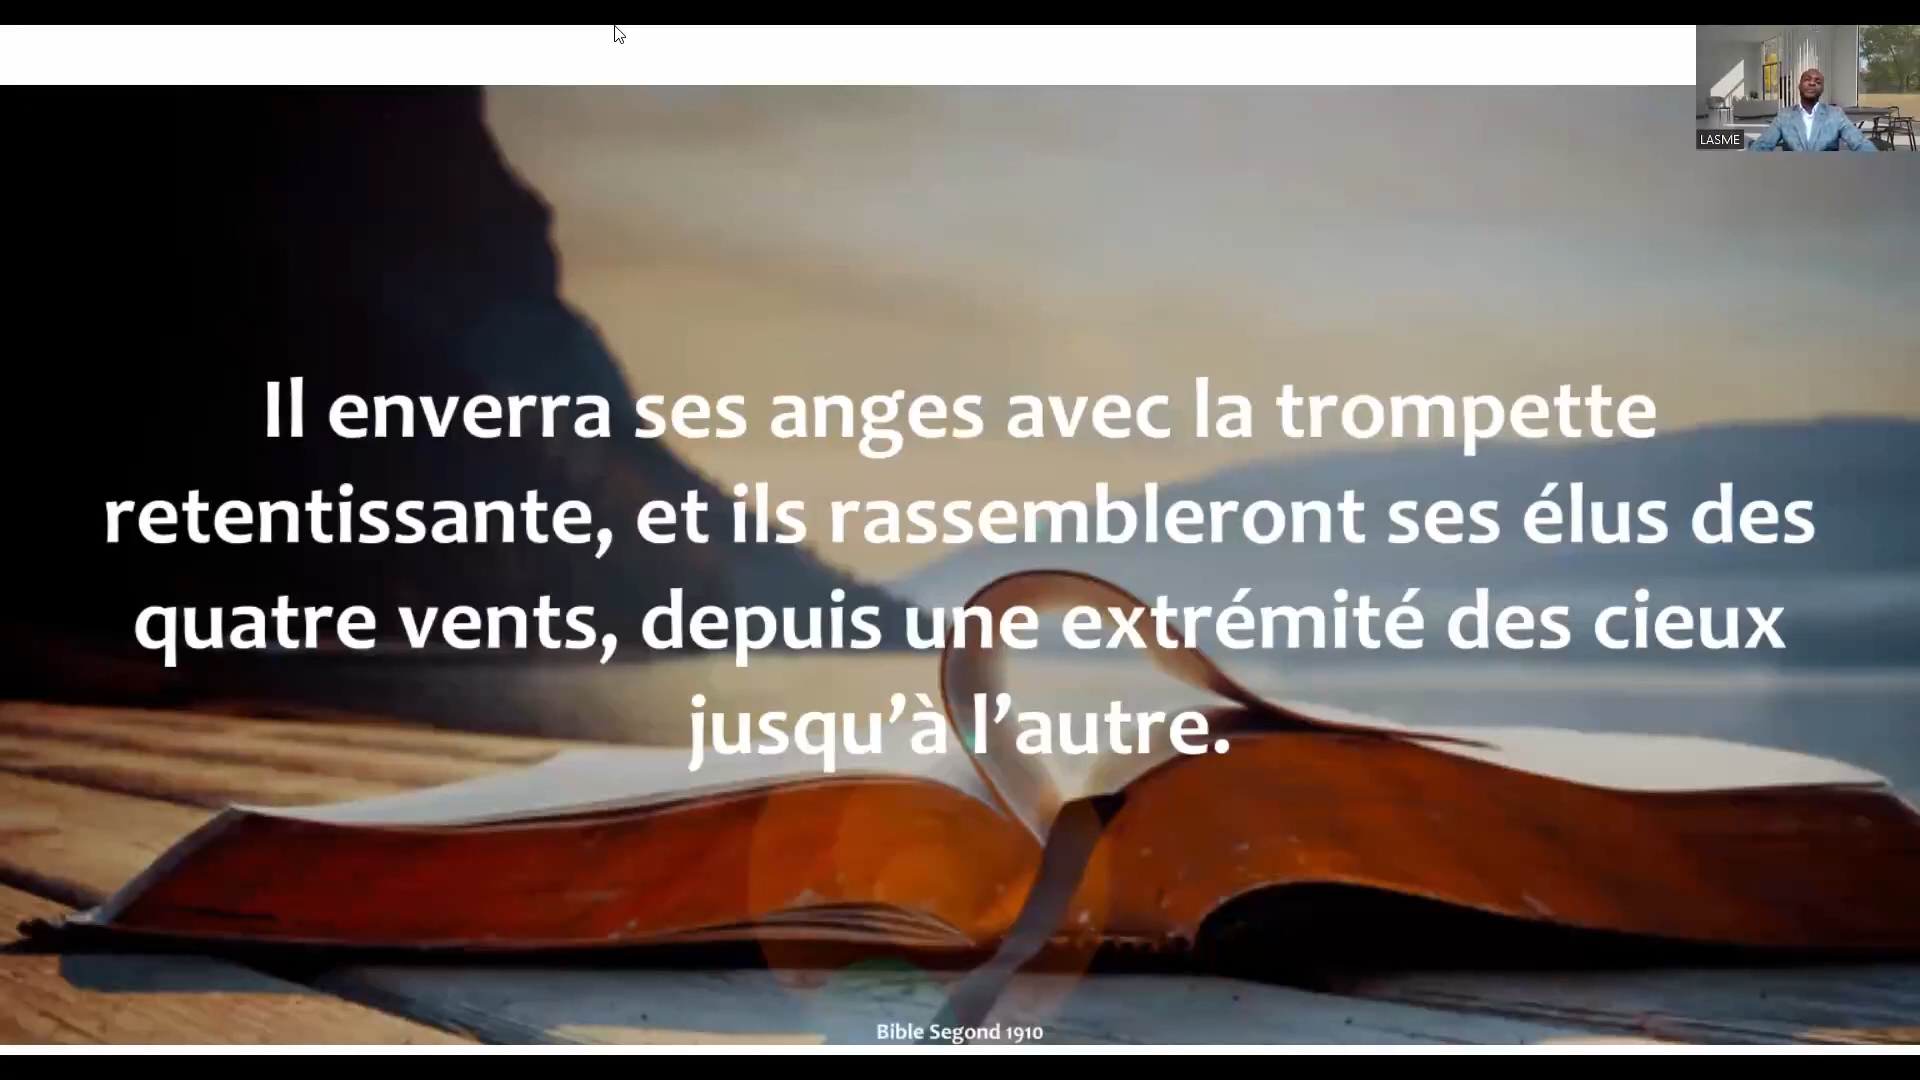 LASME
Il enverra ses anges avec la trompette
retentissante, et ils rassembleront ses élus des
quatre vents, depuis une extrémité des cieux
jusqu’à l’autre.
Bible Segond 1910